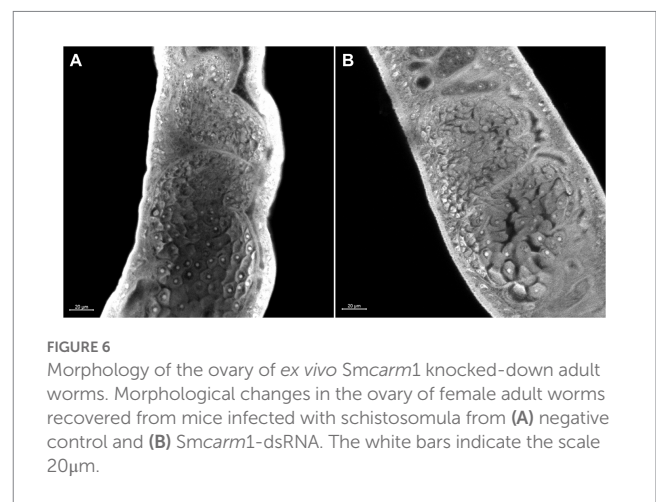 A
B
20 µm
20 µm
FIGURE 6
Morphology of the ovary of ex vivo Smcarm1 knocked-down adult
worms. Morphological changes in the ovary of female adult worms
recovered from mice infected with schistosomula from (A) negative
control and (B) Smcarm1-dsRNA. The white bars indicate the scale
20μm.